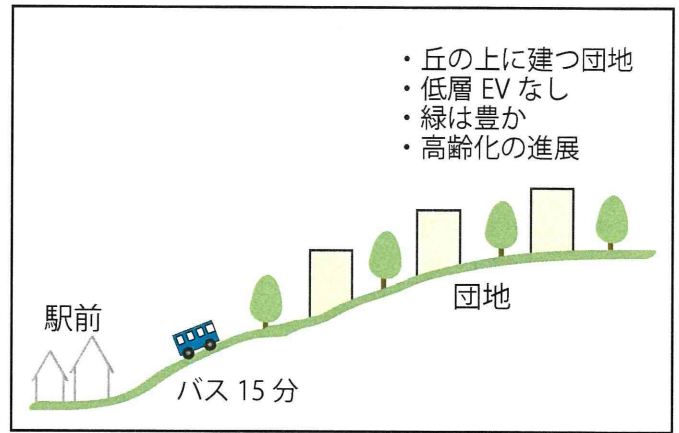 ・丘の上に建つ団地
・低層 EV なし
・緑は豊か
・高齢化の進展
団地
駅前
バス 15 分